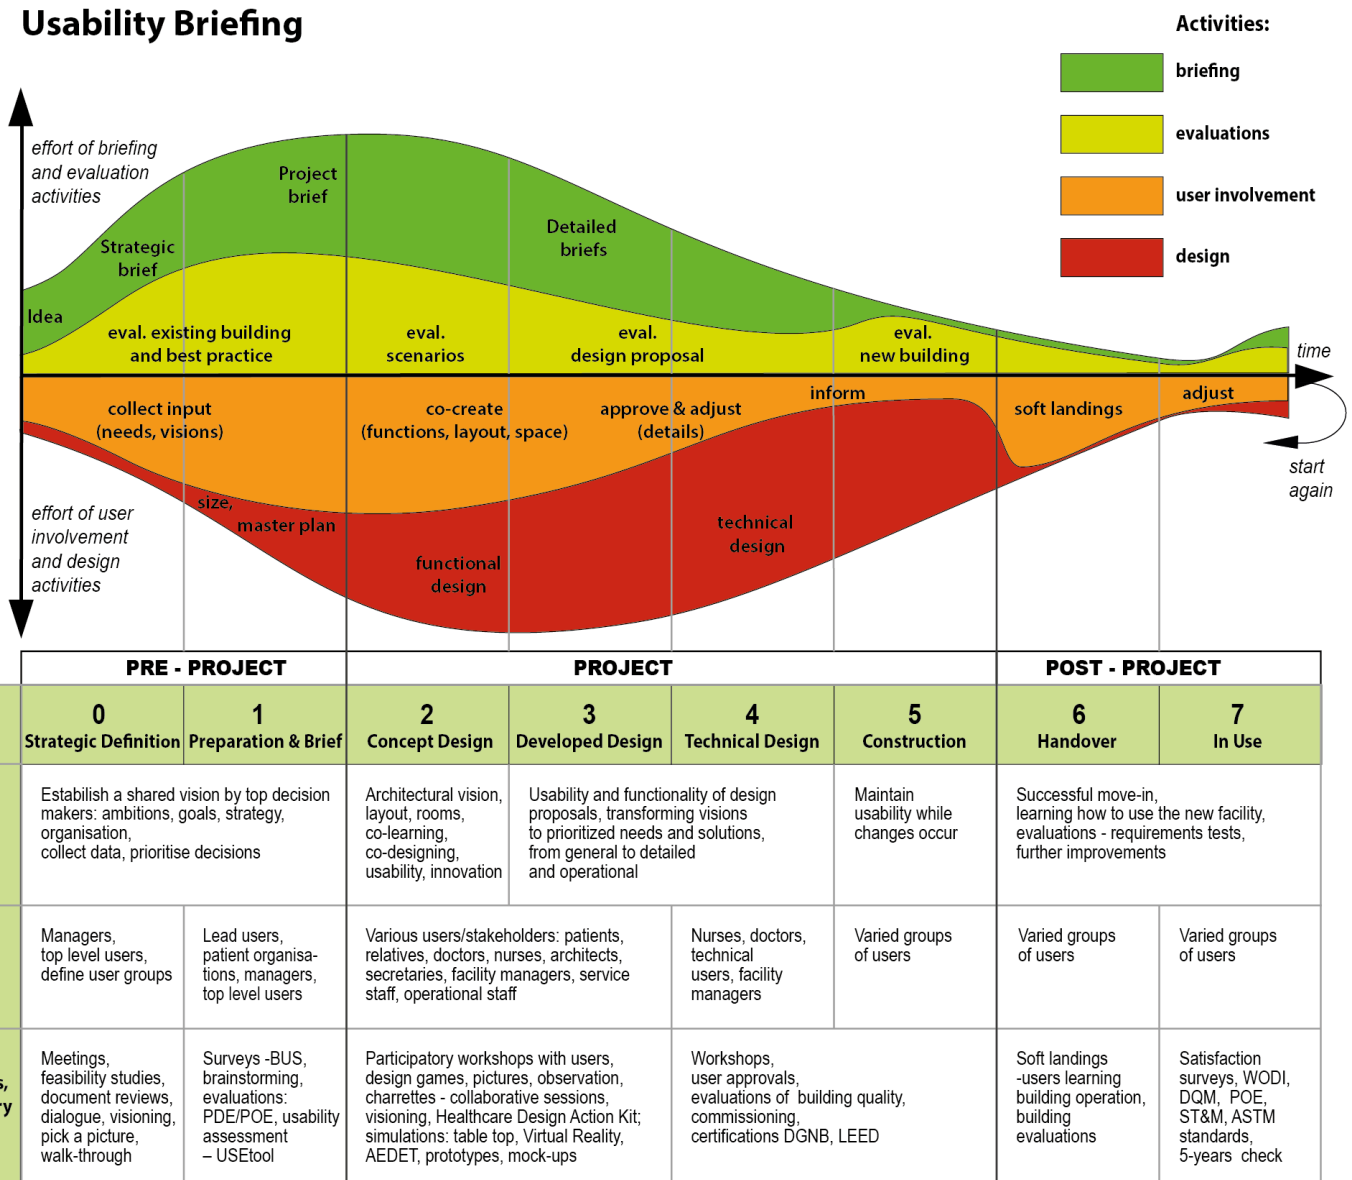 Usability Briefing
Activities:
briefing
evaluations
user involvement
design
effort of briefing
and evaluation
activities
Project
brief
Strategic
brief
Detailed
briefs
Idea
eval. existing building
and best practice
eval.
scenarios
eval.
design proposal
eval.
new building
time
collect input
(needs, visions)
co-create
(functions, layout, space)
approve & adjust
(details)
inform
soft landings
adjust
start
again
size,
master plan
effort of user
involvement
and design
activities
functional
design
technical
design
PRE - PROJECT
PROJECT
POST - PROJECT
0
Strategic Definition
1
Preparation & Brief
2
Concept Design
3
Developed Design
4
Technical Design
5
Construction
6
Handover
7
In Use
Estabilish a shared vision by top decision
makers: ambitions, goals, strategy,
organisation,
collect data, prioritise decisions
Architectural vision,
layout, rooms,
co-learning,
co-designing,
usability, innovation
Usability and functionality of design
proposals, transforming visions
to prioritized needs and solutions,
from general to detailed
and operational
Maintain
usability while
changes occur
Successful move-in,
learning how to use the new facility,
evaluations - requirements tests,
further improvements
Managers,
top level users,
define user groups
Lead users,
patient organisa-
tions, managers,
top level users
Various users/stakeholders: patients,
relatives, doctors, nurses, architects,
secretaries, facility managers, service
staff, operational staff
Nurses, doctors,
technical
users, facility
managers
Varied groups
of users
Varied groups
of users
Varied groups
of users
Meetings,
feasibility studies,
document reviews,
dialogue, visioning,
pick a picture,
walk-through
Surveys -BUS,
brainstorming,
evaluations:
PDE/POE, usability
assessment
– USEtool
Participatory workshops with users,
design games, pictures, observation,
charrettes - collaborative sessions,
visioning, Healthcare Design Action Kit;
simulations: table top, Virtual Reality,
AEDET, prototypes, mock-ups
Workshops,
user approvals,
evaluations of building quality,
commissioning,
certifications DGNB, LEED
Soft landings
-users learning
building operation,
building
evaluations
Satisfaction
surveys, WODI,
DQM, POE,
ST&M, ASTM
standards,
5-years check